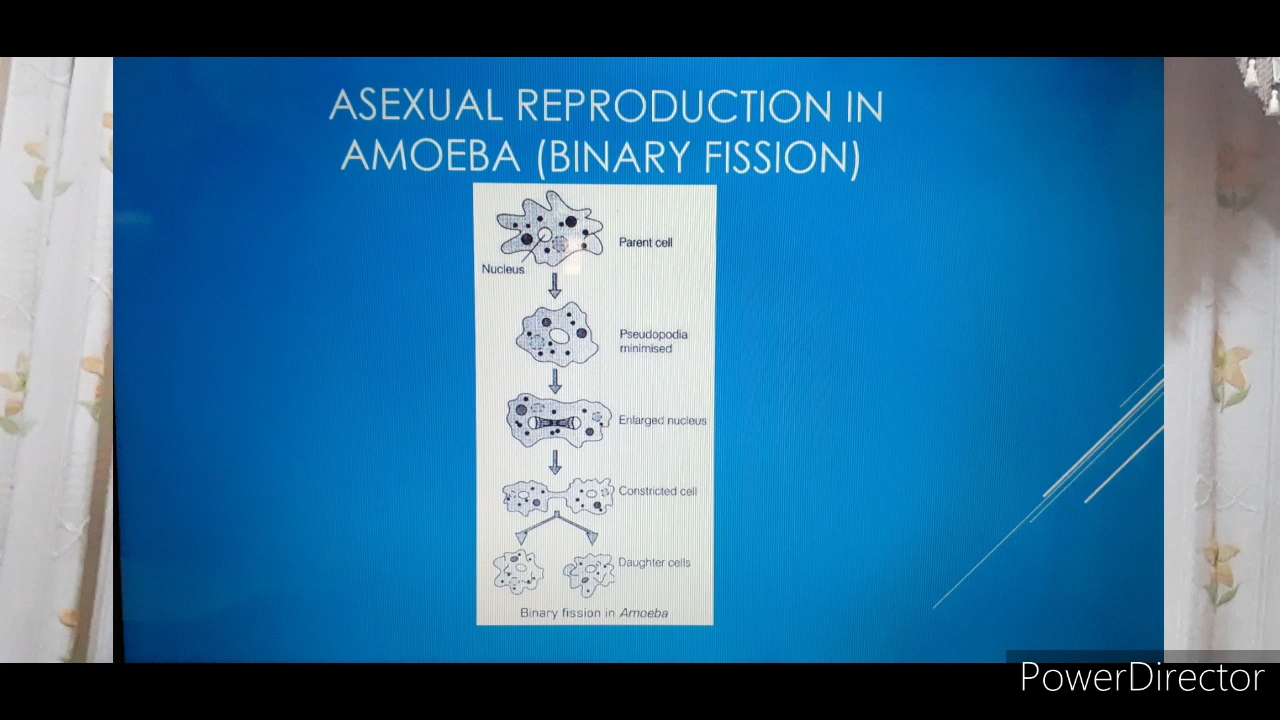 ASEXUAL REPRODUCTION IN
AMOEBA (BINARY FISSION)
Parent cell
Nucleus
Pseudopodia
minimised
Enlarged nucleus
Constricted cell
Daughter cells
Binary fission in Amoeba
PowerDirector